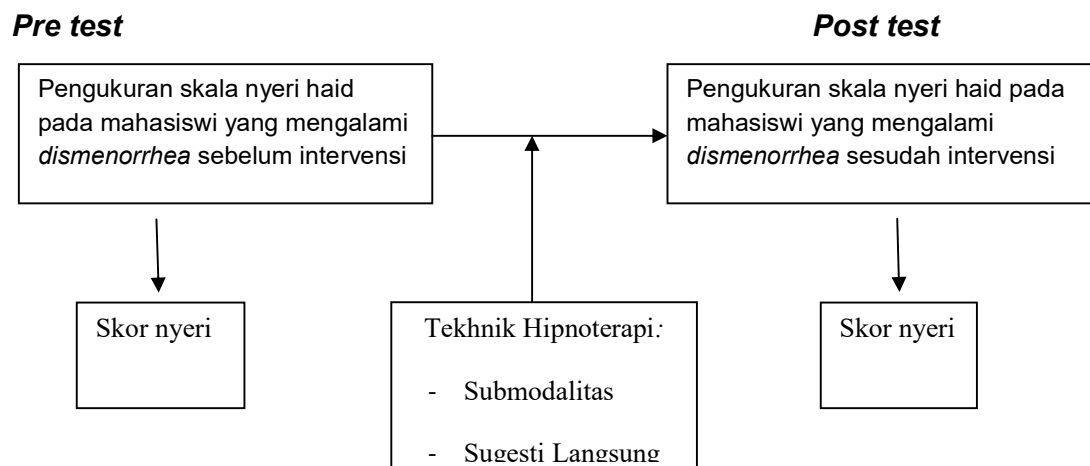 Pre test
Post test
Pengukuran skala nyeri haid
pada mahasiswi yang mengalami
dismenorrhea sebelum intervensi
Pengukuran skala nyeri haid pada
mahasiswi yang mengalami
dismenorrhea sesudah intervensi
Skor nyeri
Tekhnik Hipnoterapi:
- Submodalitas
- Sugesti Langsung
Skor nyeri